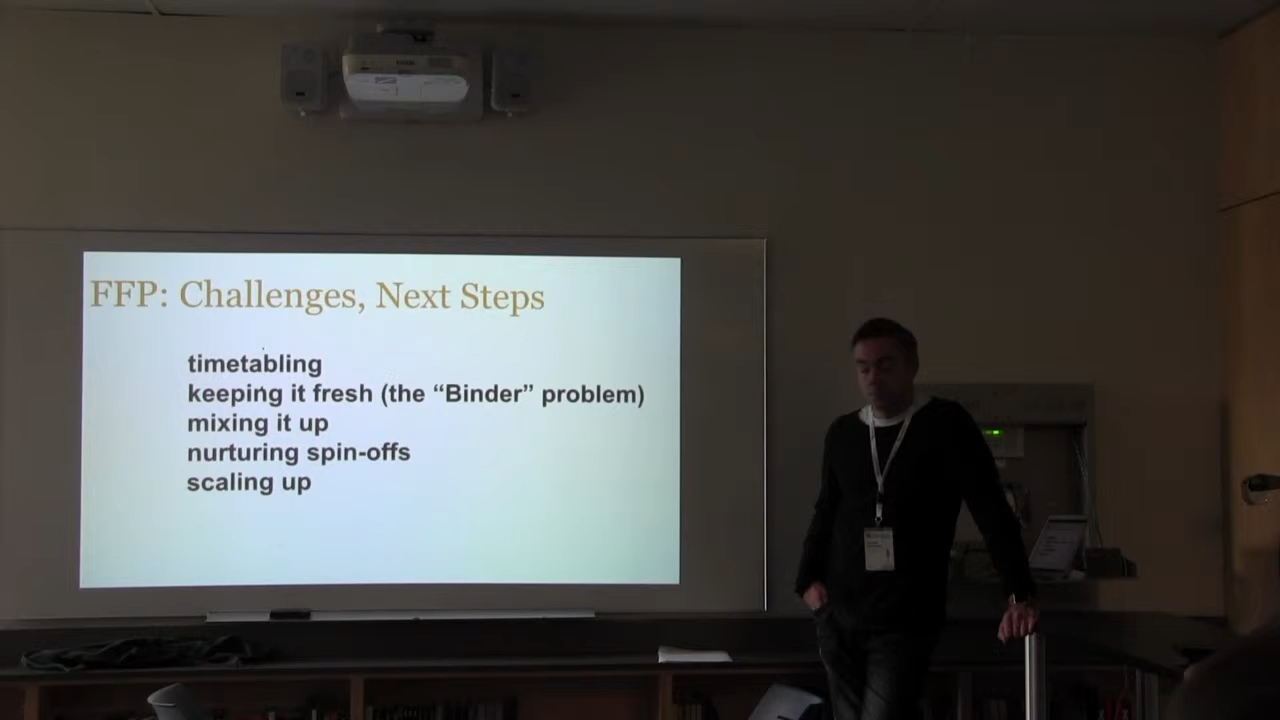 FFP: Challenges, Next Steps
timetabling
keeping it fresh (the “Binder” problem)
mixing it up
nurturing spin-offs
scaling up